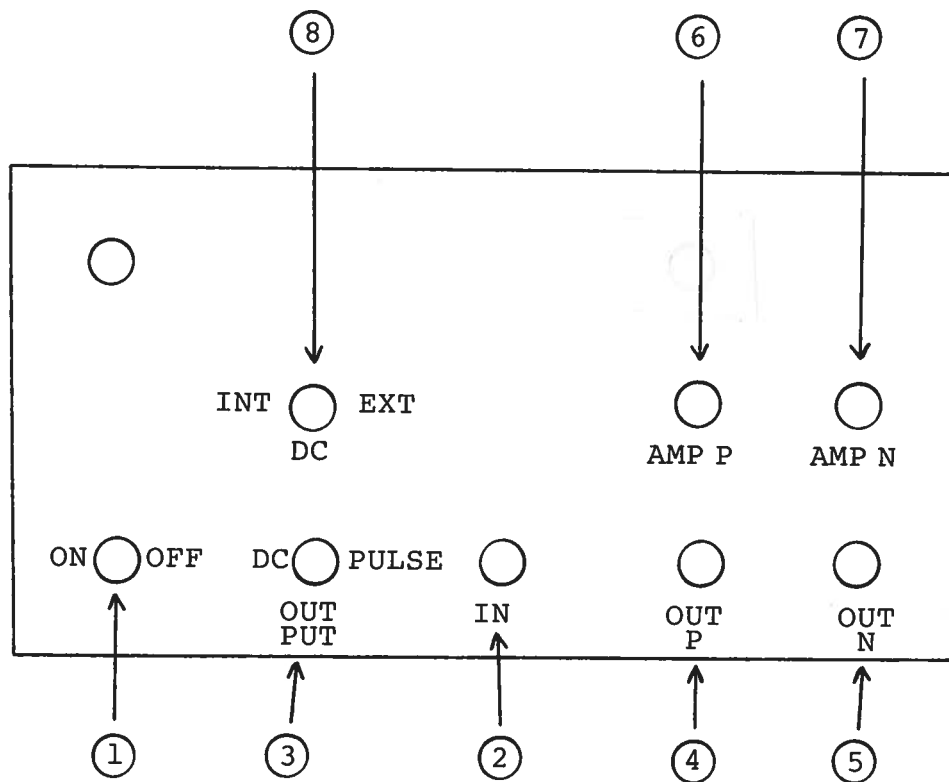 8 6 7
INT EXT
DC AMP P AMP N
ON OFF DC PULSE
OUT IN OUT OUT
PUT P N
1 3 2 4 5